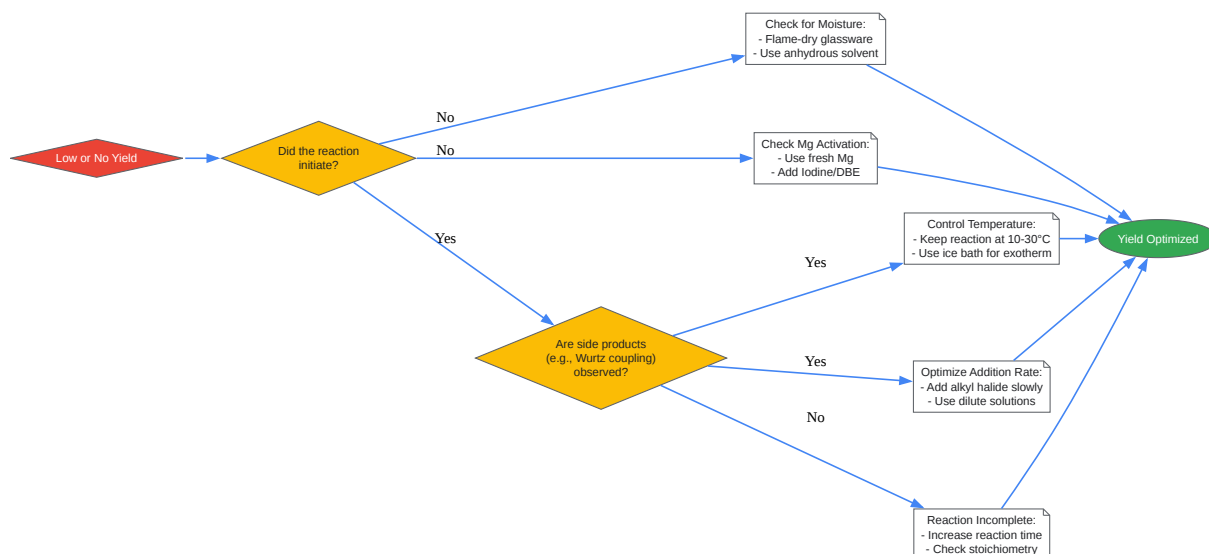 Low or No Yield
Did the reaction
initiate?
No
No
Yes
Check for Moisture:
- Flame-dry glassware
- Use anhydrous solvent
Check Mg Activation:
- Use fresh Mg
- Add Iodine/DBE
Are side products
(e.g., Wurtz coupling)
observed?
Yes
Yes
No
Control Temperature:
- Keep reaction at 10-30°C
- Use ice bath for exotherm
Optimize Addition Rate:
- Add alkyl halide slowly
- Use dilute solutions
Reaction Incomplete:
- Increase reaction time
- Check stoichiometry
Yield Optimized